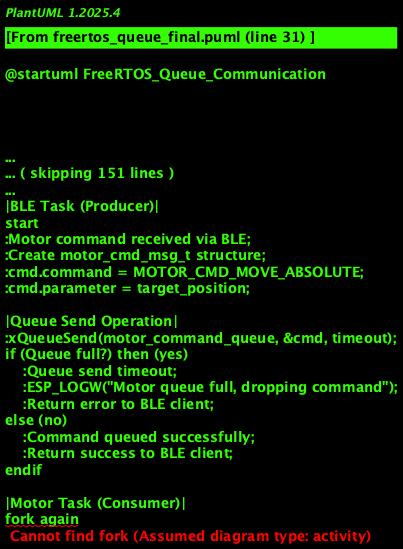 PlantUML 1.2025.4
[From freertos_queue_final.puml (line 31) ]
@startuml FreeRTOS_Queue_Communication
...
... ( skipping 151 lines )
...
|BLE Task (Producer)|
start
:Motor command received via BLE;
:Create motor_cmd_msg_t structure;
:cmd.command = MOTOR_CMD_MOVE_ABSOLUTE;
:cmd.parameter = target_position;
|Queue Send Operation|
:xQueueSend(motor_command_queue, &cmd, timeout);
if (Queue full?) then (yes)
:Queue send timeout;
:ESP_LOGW("Motor queue full, dropping command");
:Return error to BLE client;
else (no)
:Command queued successfully;
:Return success to BLE client;
endif
|Motor Task (Consumer)|
fork again
Cannot find fork (Assumed diagram type: activity)